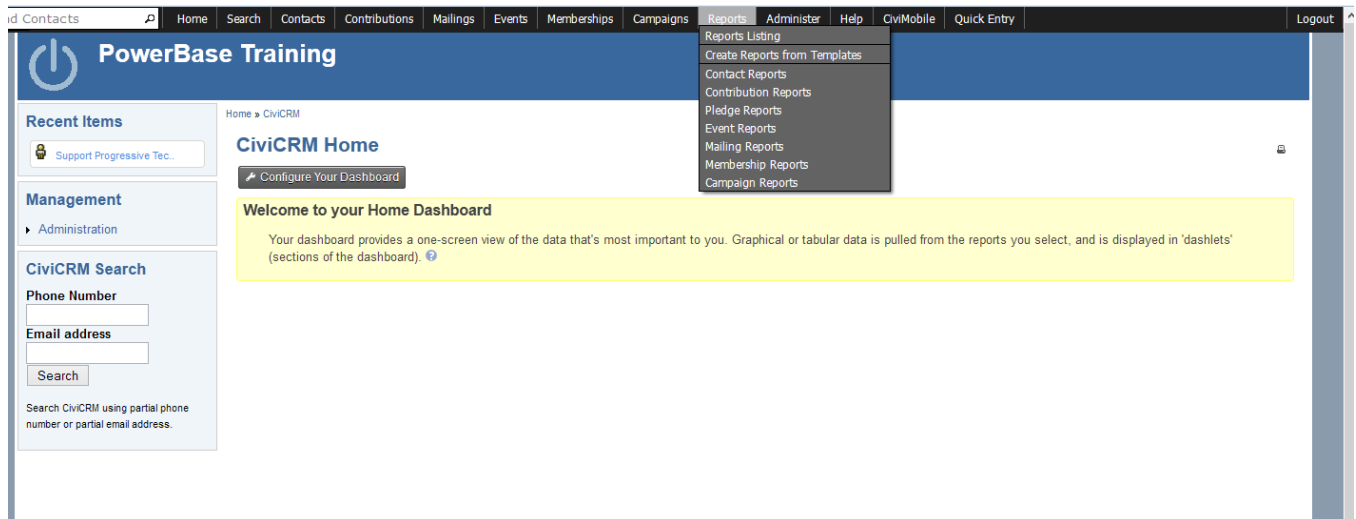 nd Contacts
Home Search Contacts Contributions Mailings Events Memberships Campaigns Reports Administer Help CiviMobile Quick Entry Logout
Reports Listing
Create Reports from Templates
Contact Reports
Contribution Reports
Pledge Reports
Event Reports
Mailing Reports
Membership Reports
Campaign Reports
PowerBase Training
Recent Items
Support Progressive Tec..
Management
Administration
CiviCRM Search
Phone Number
Email address
Search
Search CiviCRM using partial phone
number or partial email address.
Home » CiviCRM
CiviCRM Home
Configure Your Dashboard
Welcome to your Home Dashboard
Your dashboard provides a one-screen view of the data that's most important to you. Graphical or tabular data is pulled from the reports you select, and is displayed in 'dashlets'
(sections of the dashboard). ?